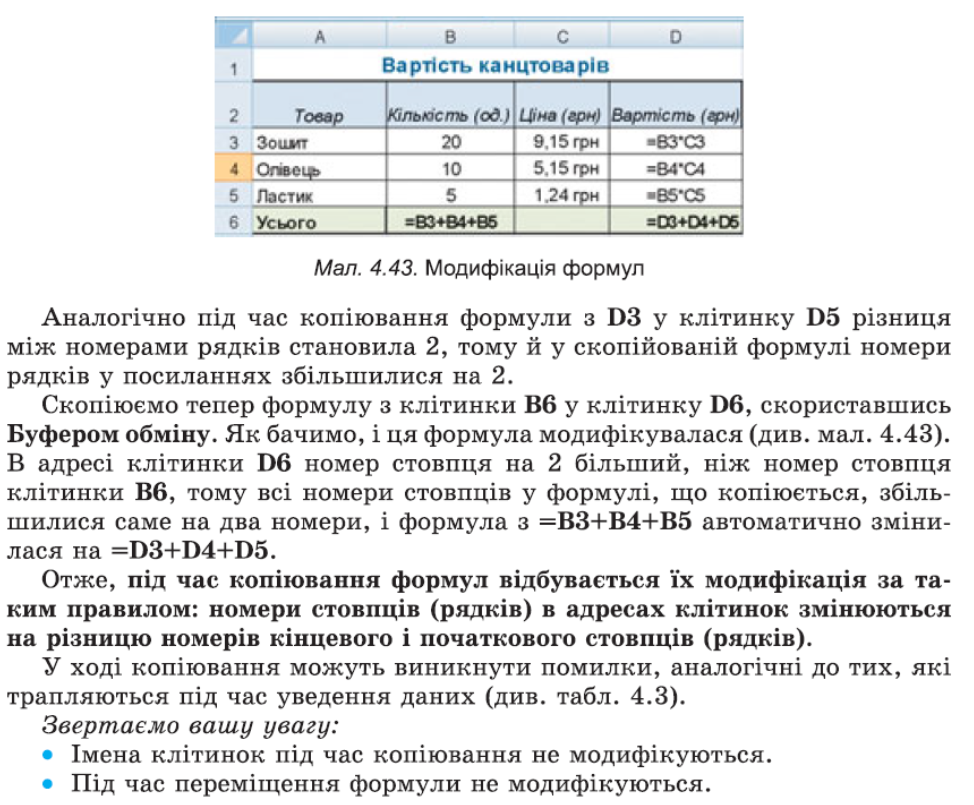 A B C D
1 Вартість канцтоварів
2 Товар Кількість (од.) Ціна (грн) Вартість (грн)
3 Зошит 20 9,15 грн =B3*C3
4 Олівець 10 5,15 грн =B4*C4
5 Ластик 5 1,24 грн =B5*C5
6 Усього =B3+B4+B5 =D3+D4+D5
Мал. 4.43. Модифікація формул
Аналогічно під час копіювання формули з D3 у клітинку D5 різниця
між номерами рядків становила 2, тому й у скопійованій формулі номери
рядків у посиланнях збільшилися на 2.
Скопіюємо тепер формулу з клітинки B6 у клітинку D6, скориставшись
Буфером обміну. Як бачимо, і ця формула модифікувалася (див. мал. 4.43).
В адресі клітинки D6 номер стовпця на 2 більший, ніж номер стовпця
клітинки B6, тому всі номери стовпців у формулі, що копіюється, збіль-
шилися саме на два номери, і формула з =B3+B4+B5 автоматично зміни-
лася на =D3+D4+D5.
Отже, під час копіювання формул відбувається їх модифікація за та-
ким правилом: номери стовпців (рядків) в адресах клітинок змінюються
на різницю номерів кінцевого і початкового стовпців (рядків).
У ході копіювання можуть виникнути помилки, аналогічні до тих, які
трапляються під час уведення даних (див. табл. 4.3).
Звертаємо вашу увагу:
• Імена клітинок під час копіювання не модифікуються.
• Під час переміщення формули не модифікуються.